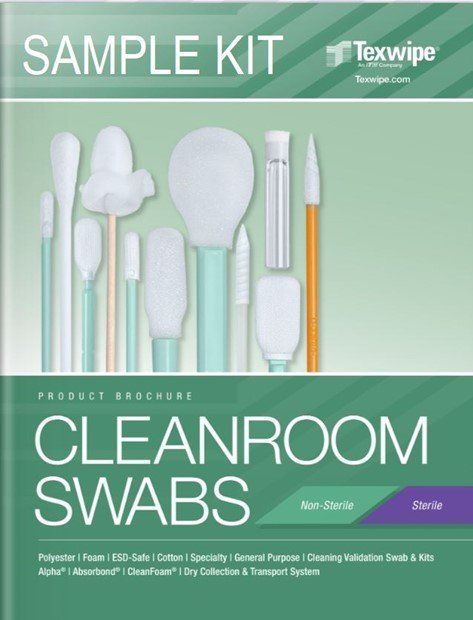 SAMPLE KIT
Texwipe®
An ITW Company
Texwipe.com
PRODUCT BROCHURE
CLEANROOM
SWABS
Non-Sterile
Sterile
Polyester | Foam | ESD-Safe | Cotton | Specialty | General Purpose | Cleaning Validation Swab & Kits
Alpha® | Absorbond® | CleanFoam® | Dry Collection & Transport System